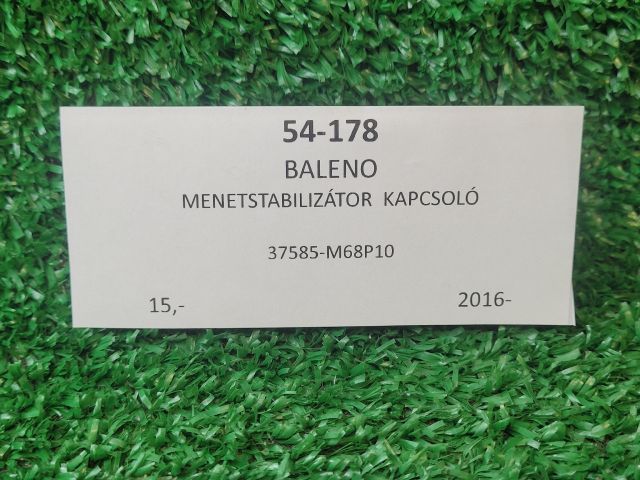 54-178
BALENO
MENETSTABILIZÁTOR KAPCSOLÓ
37585-M68P10
15,- 2016-